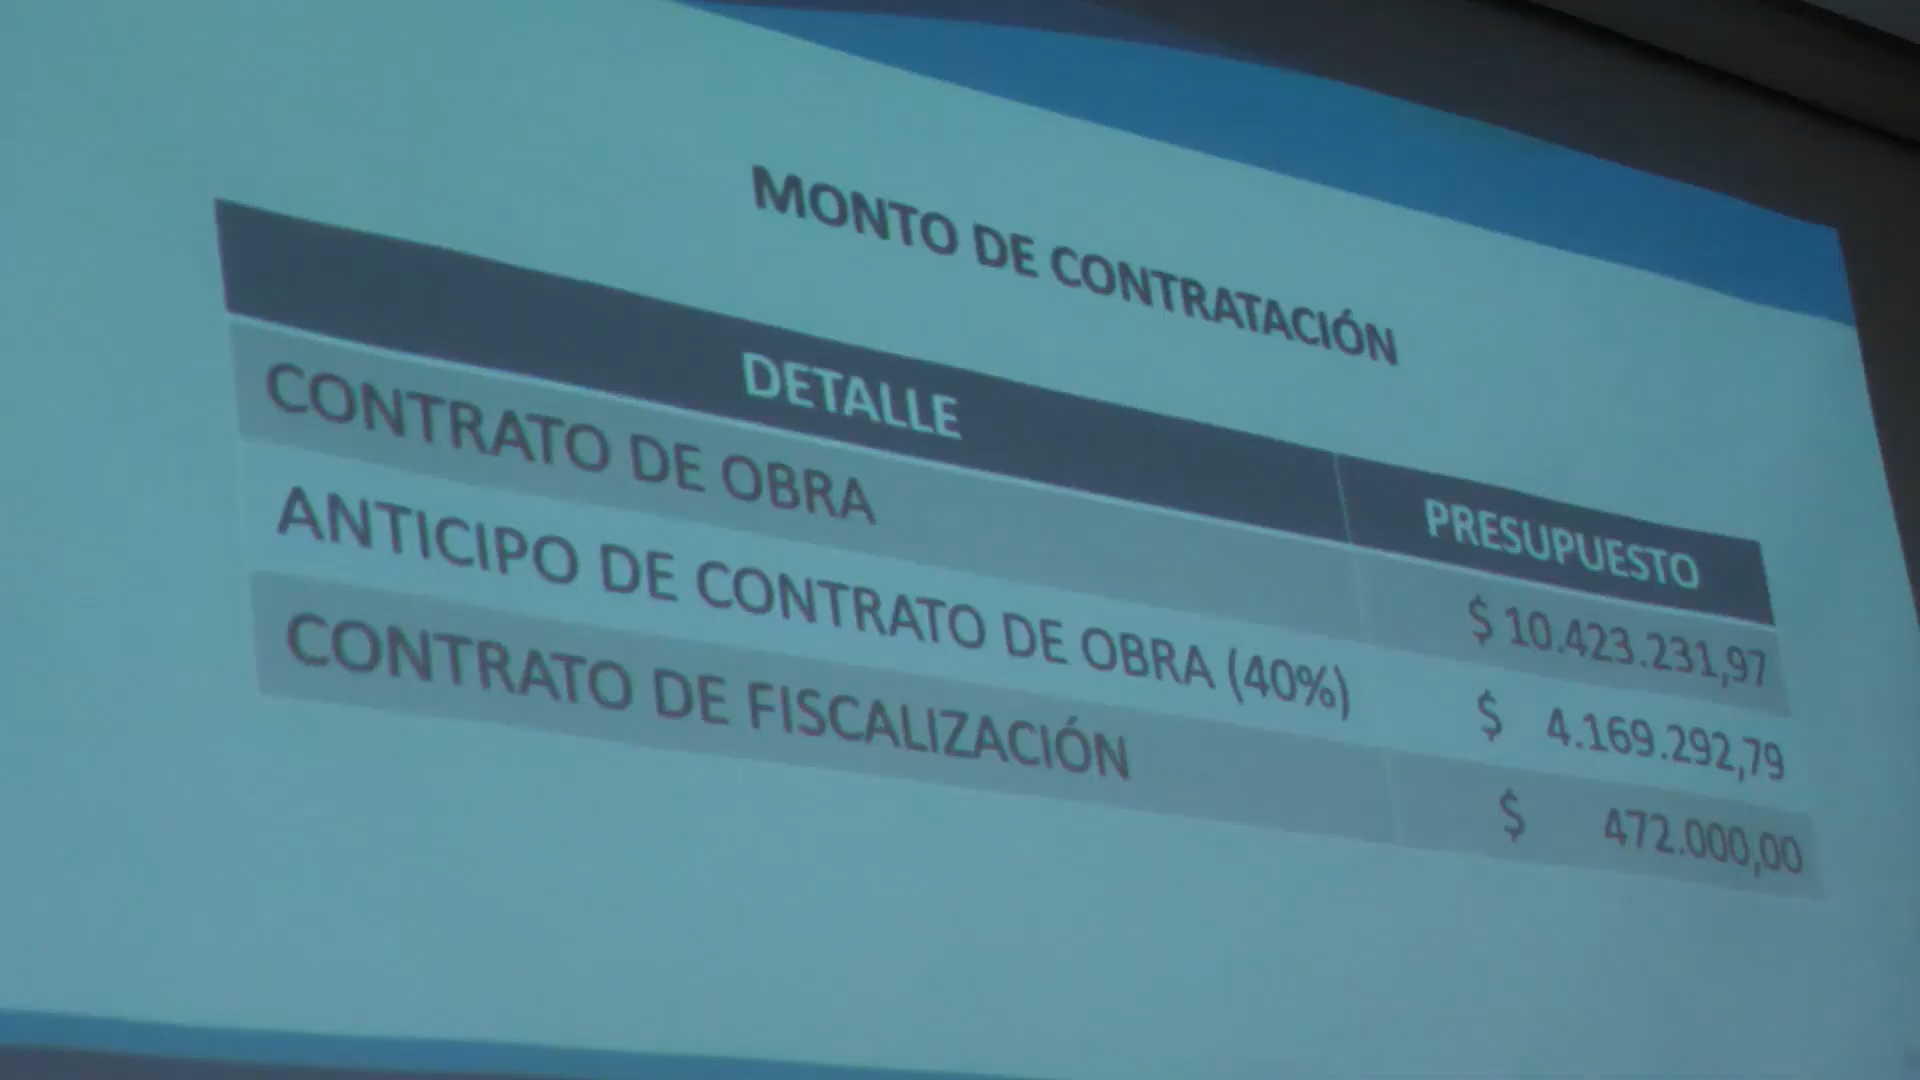 MONTO DE CONTRATACIÓN
DETALLE PRESUPUESTO
CONTRATO DE OBRA $ 10.423.231,97
ANTICIPO DE CONTRATO DE OBRA (40%) $ 4.169.292,79
CONTRATO DE FISCALIZACIÓN $ 472.000,00